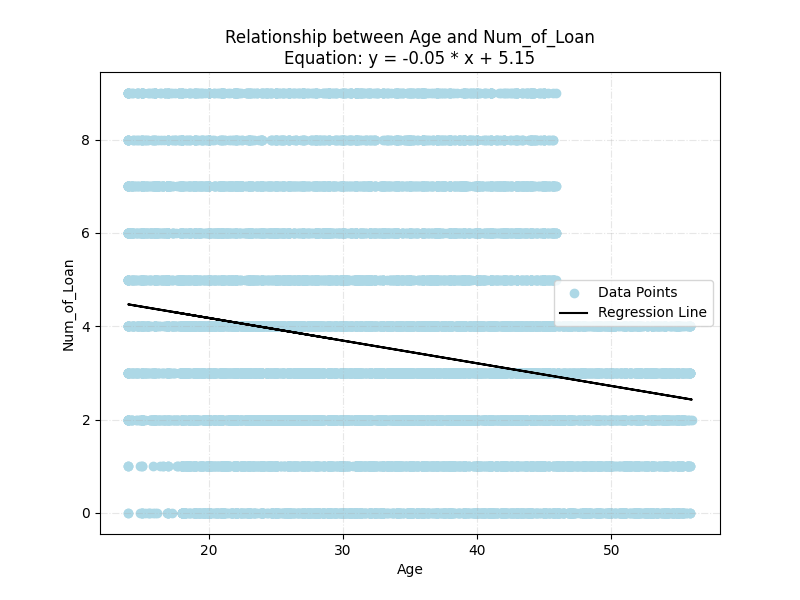 Relationship between Age and Num_of_Loan
Equation: y = -0.05 * x + 5.15
Num_of_Loan
8
6
4
2
0
Data Points
Regression Line
20 30 40 50
Age